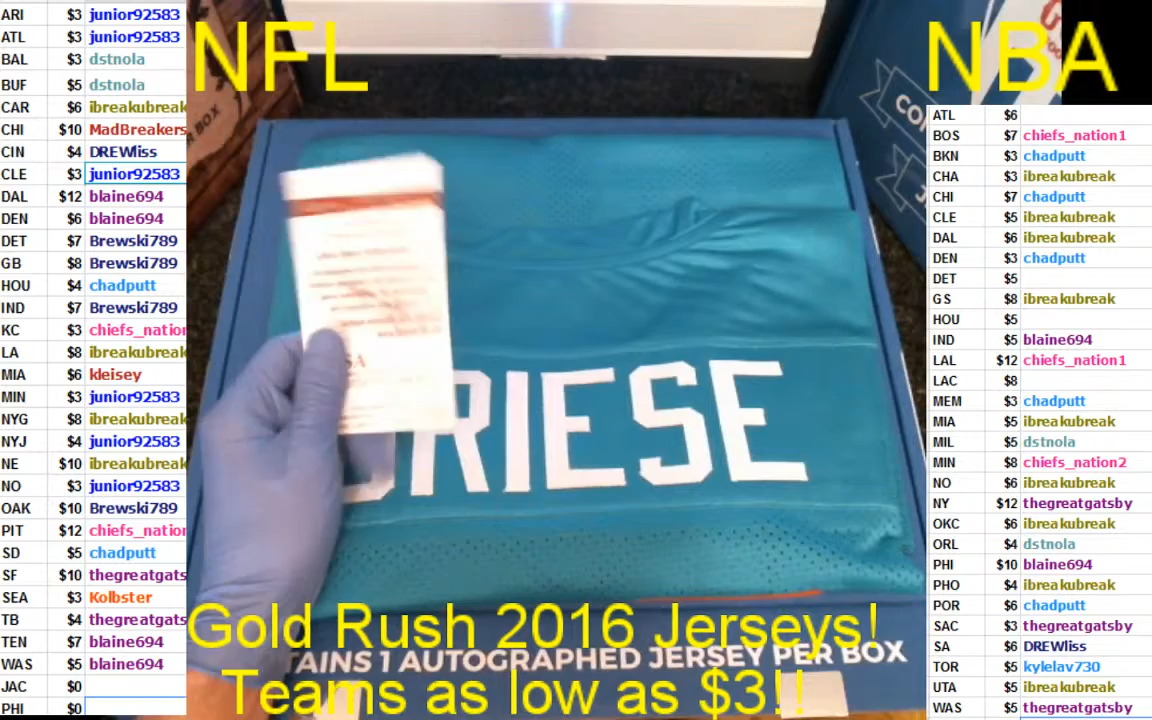 NFL
NBA
ARI $3 junior92583
ATL $3 junior92583
BAL $3 dstnola
BUF $5 dstnola
CAR $6 ibreakubreak
CHI $10 MadBreakers
CIN $4 DREWliss
CLE $3 junior92583
DAL $12 blaine694
DEN $6 blaine694
DET $7 Brewski789
GB $8 Brewski789
HOU $4 chadputt
IND $7 Brewski789
KC $3 chiefs_nation
LA $8 ibreakubreak
MIA $6 kleisey
MIN $3 junior92583
NYG $8 ibreakubreak
NYJ $4 junior92583
NE $10 ibreakubreak
NO $3 junior92583
OAK $10 Brewski789
PIT $12 chiefs_nation
SD $5 chadputt
SF $10 thegreatgats
SEA $3 Kolbster
TB $4 thegreatgats
TEN $7 blaine694
WAS $5 blaine694
JAC $0
PHI $0
BOX
CO
J
RIESE
Gold Rush 2016 Jerseys!
TAINS 1 AUTOGRAPHED JERSEY PER BOX
Teams as low as $3!!
ATL $6
BOS $7 chiefs_nation1
BKN $3 chadputt
CHA $3 ibreakubreak
CHI $7 chadputt
CLE $5 ibreakubreak
DAL $6 ibreakubreak
DEN $3 chadputt
DET $5
GS $8 ibreakubreak
HOU $5
IND $5 blaine694
LAL $12 chiefs_nation1
LAC $8
MEM $3 chadputt
MIA $5 ibreakubreak
MIL $5 dstnola
MIN $8 chiefs_nation2
NO $6 ibreakubreak
NY $12 thegreatgatsby
OKC $6 ibreakubreak
ORL $4 dstnola
PHI $10 blaine694
PHO $4 ibreakubreak
POR $6 chadputt
SAC $3 thegreatgatsby
SA $6 DREWliss
TOR $5 kylelav730
UTA $5 ibreakubreak
WAS $5 thegreatgatsby